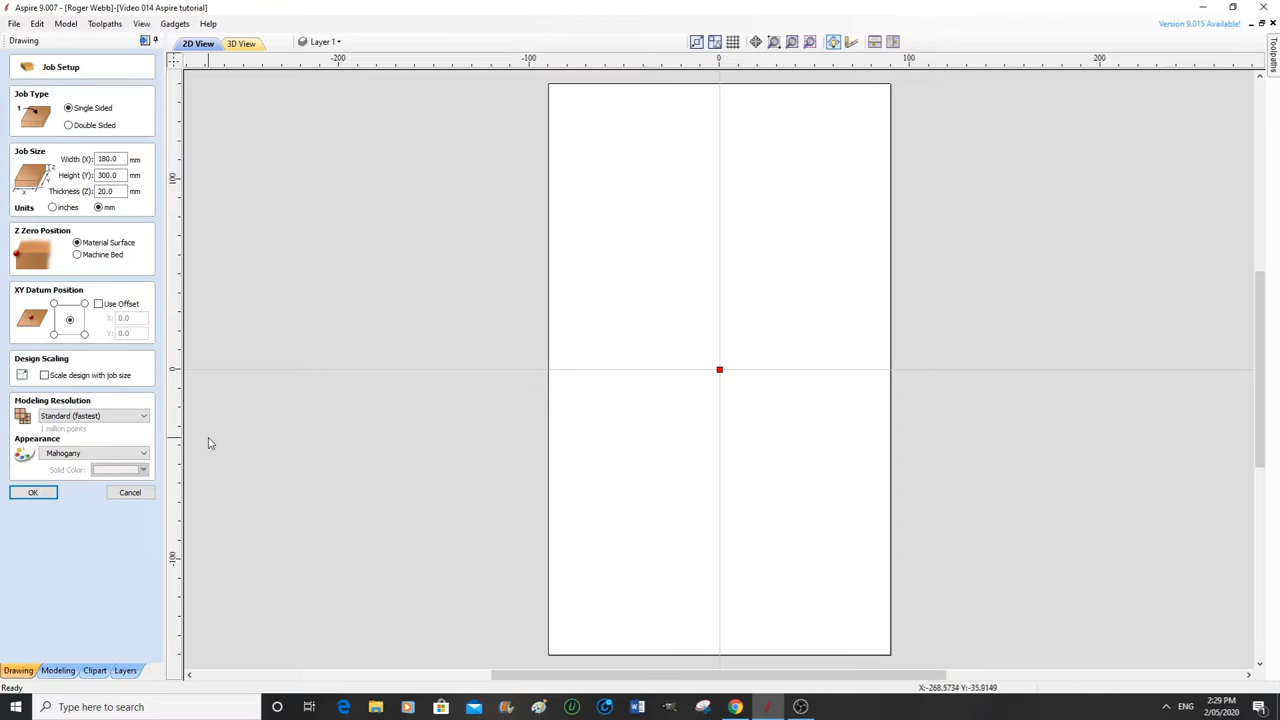 Aspire 9.007 - [Roger Webb]-[Video 014 Aspire tutorial]
File Edit Model Toolpaths View Gadgets Help
Version 9.015 Available!
Drawing
2D View 3D View Layer 1
Toolpaths
-200 -100 0 100 200
Job Setup
Job Type
1
Single Sided
Double Sided
Job Size
Width (X): 180.0 mm
Height (Y): 300.0 mm
Thickness (Z): 20.0 mm
Z
Y
X
Units inches mm
Z Zero Position
Material Surface
Machine Bed
XY Datum Position
Use Offset
X: 0.0
Y: 0.0
Design Scaling
Scale design with job size
Modeling Resolution
Standard (fastest)
1 million points
Appearance
Mahogany
Solid Color:
OK Cancel
100
0
-100
Drawing Modeling Clipart Layers
Ready
X:-268.5734 Y:-35.9149
Type here to search
ENG
2:29 PM
2/05/2020